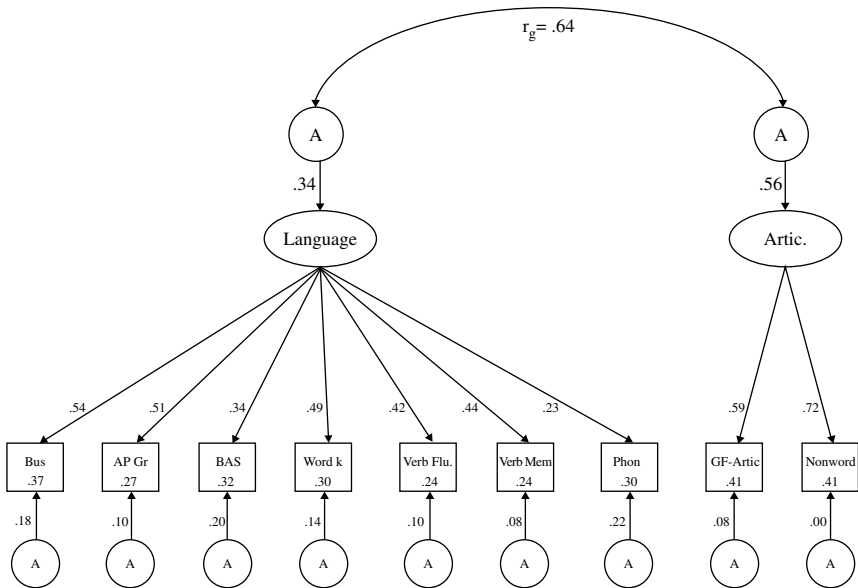 r_g= .64
A A
.34 .56
Language Artic.
.54 .51 .34 .49 .42 .44 .23 .59 .72
Bus AP Gr BAS Word k Verb Flu. Verb Mem Phon GF-Artic Nonword
.37 .27 .32 .30 .24 .24 .30 .41 .41
.18 .10 .20 .14 .10 .08 .22 .08 .00
A A A A A A A A A